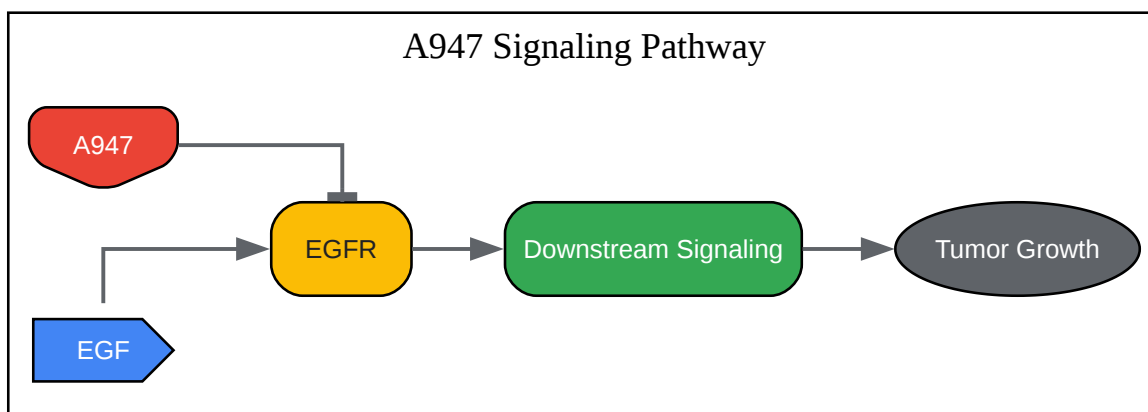 A947 Signaling Pathway
A947
EGFR
Downstream Signaling
Tumor Growth
EGF